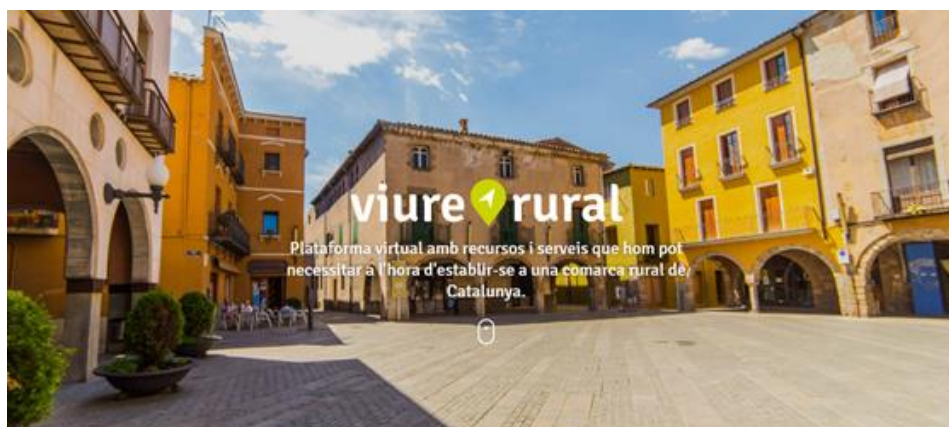 viure rural
Plataforma virtual amb recursos i serveis que hom pot
necessitar a l'hora d'establir-se a una comarca rural de
Catalunya.